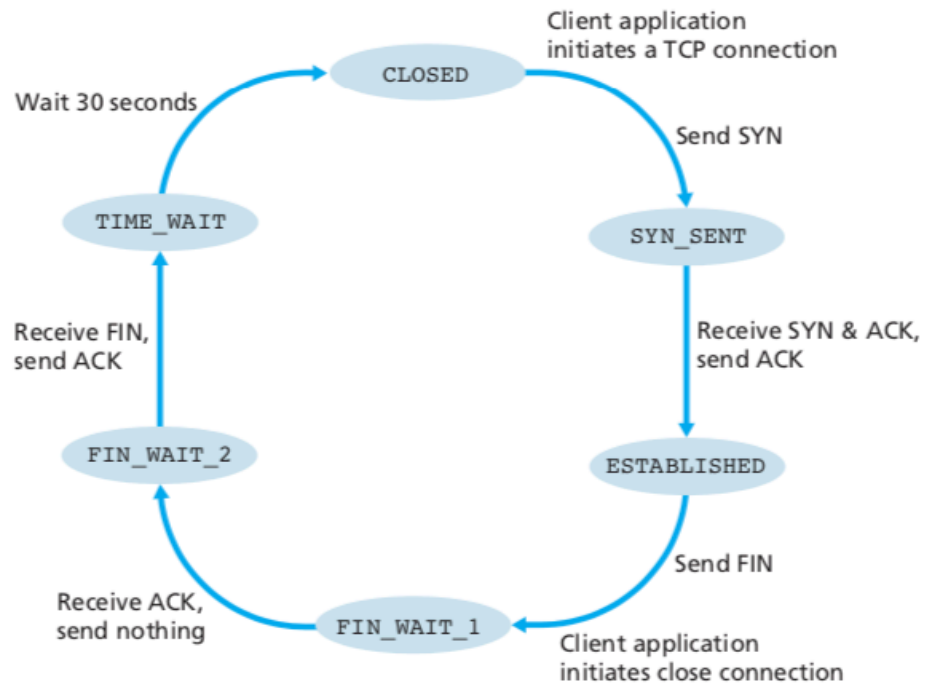 Client application
initiates a TCP connection
CLOSED
Wait 30 seconds
Send SYN
TIME_WAIT
SYN_SENT
Receive FIN,
send ACK
Receive SYN & ACK,
send ACK
FIN_WAIT_2
ESTABLISHED
Send FIN
Receive ACK,
send nothing
FIN_WAIT_1
Client application
initiates close connection